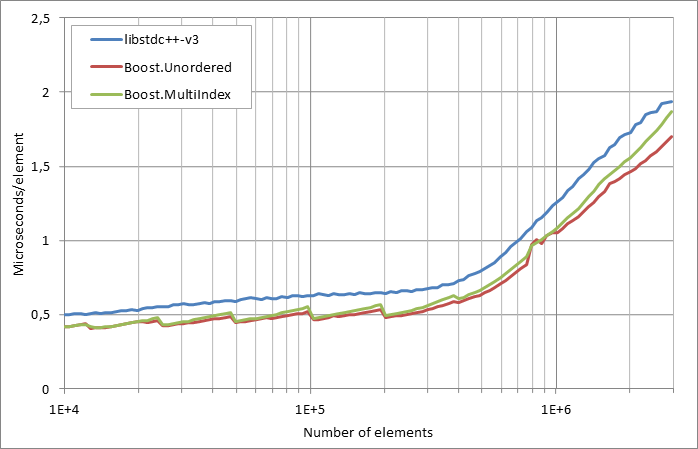 2,5
2
1,5
1
0,5
0
Microseconds/element
libstdc++-v3
Boost.Unordered
Boost.MultiIndex
1E+4
1E+5
1E+6
Number of elements